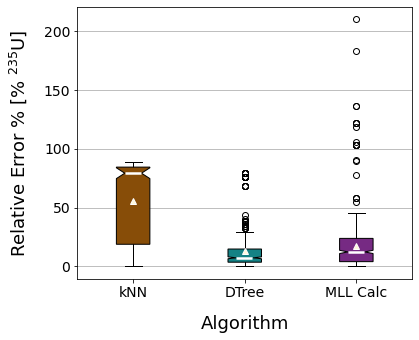 Relative Error % [% ²³⁵U]
200
150
100
50
0
kNN DTree MLL Calc
Algorithm